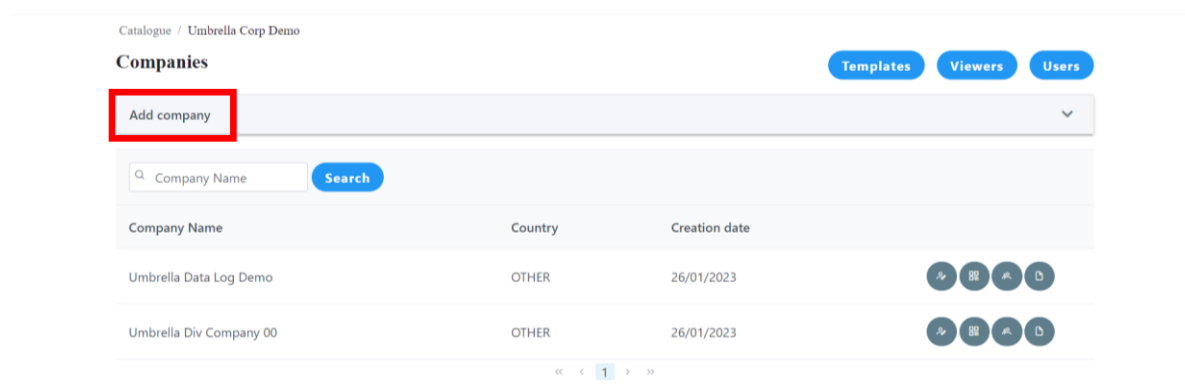 Catalogue / Umbrella Corp Demo
Companies
Templates Viewers Users
Add company
Company Name Search
Company Name Country Creation date
Umbrella Data Log Demo OTHER 26/01/2023
Umbrella Div Company 00 OTHER 26/01/2023
« ‹ 1 › »